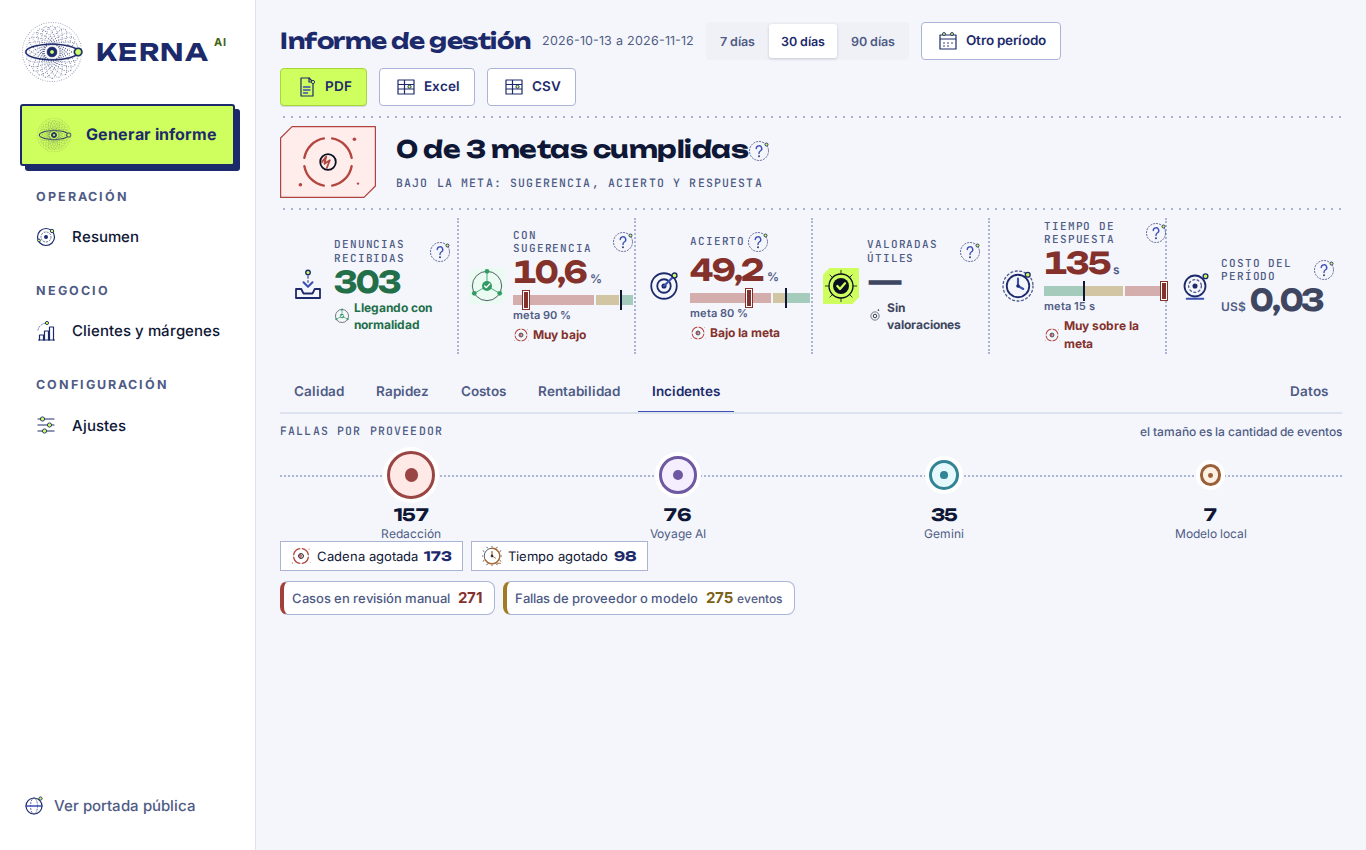 KERNA AI
Generar informe
OPERACIÓN
Resumen
NEGOCIO
Clientes y márgenes
CONFIGURACIÓN
Ajustes
Ver portada pública
Informe de gestión 2026-10-13 a 2026-11-12 7 días 30 días 90 días Otro período
PDF Excel CSV
0 de 3 metas cumplidas ?
BAJO LA META: SUGERENCIA, ACIERTO Y RESPUESTA
DENUNCIAS
RECIBIDAS ?
303
Llegando con
normalidad
CON
SUGERENCIA ?
10,6 %
meta 90 %
Muy bajo
ACIERTO ?
49,2 %
meta 80 %
Bajo la meta
VALORADAS
ÚTILES ?
—
Sin
valoraciones
TIEMPO DE
RESPUESTA ?
135 s
meta 15 s
Muy sobre la
meta
COSTO DEL
PERÍODO ?
US$ 0,03
Calidad Rapidez Costos Rentabilidad Incidentes Datos
FALLAS POR PROVEEDOR el tamaño es la cantidad de eventos
157 76 35 7
Redacción Voyage AI Gemini Modelo local
Cadena agotada 173 Tiempo agotado 98
Casos en revisión manual 271 Fallas de proveedor o modelo 275 eventos